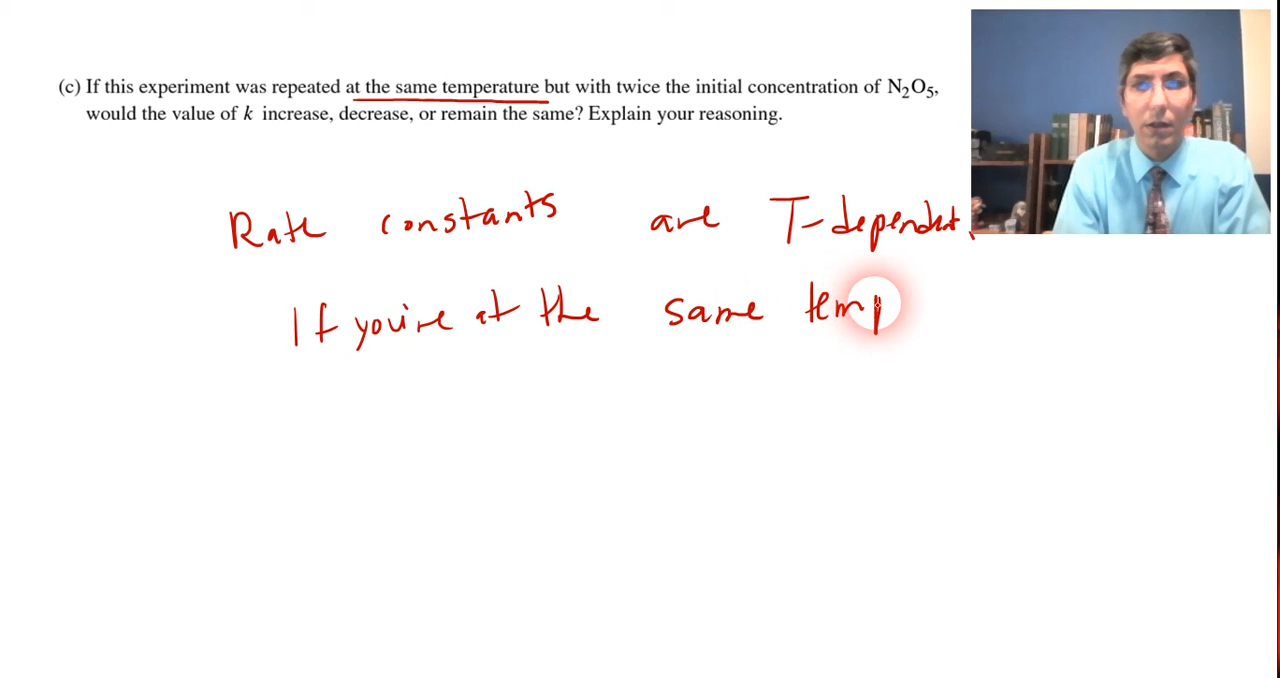 (c) If this experiment was repeated at the same temperature but with twice the initial concentration of N₂O₅,
would the value of k increase, decrease, or remain the same? Explain your reasoning.
Rate constants are T-dependent.
If you're at the same temp